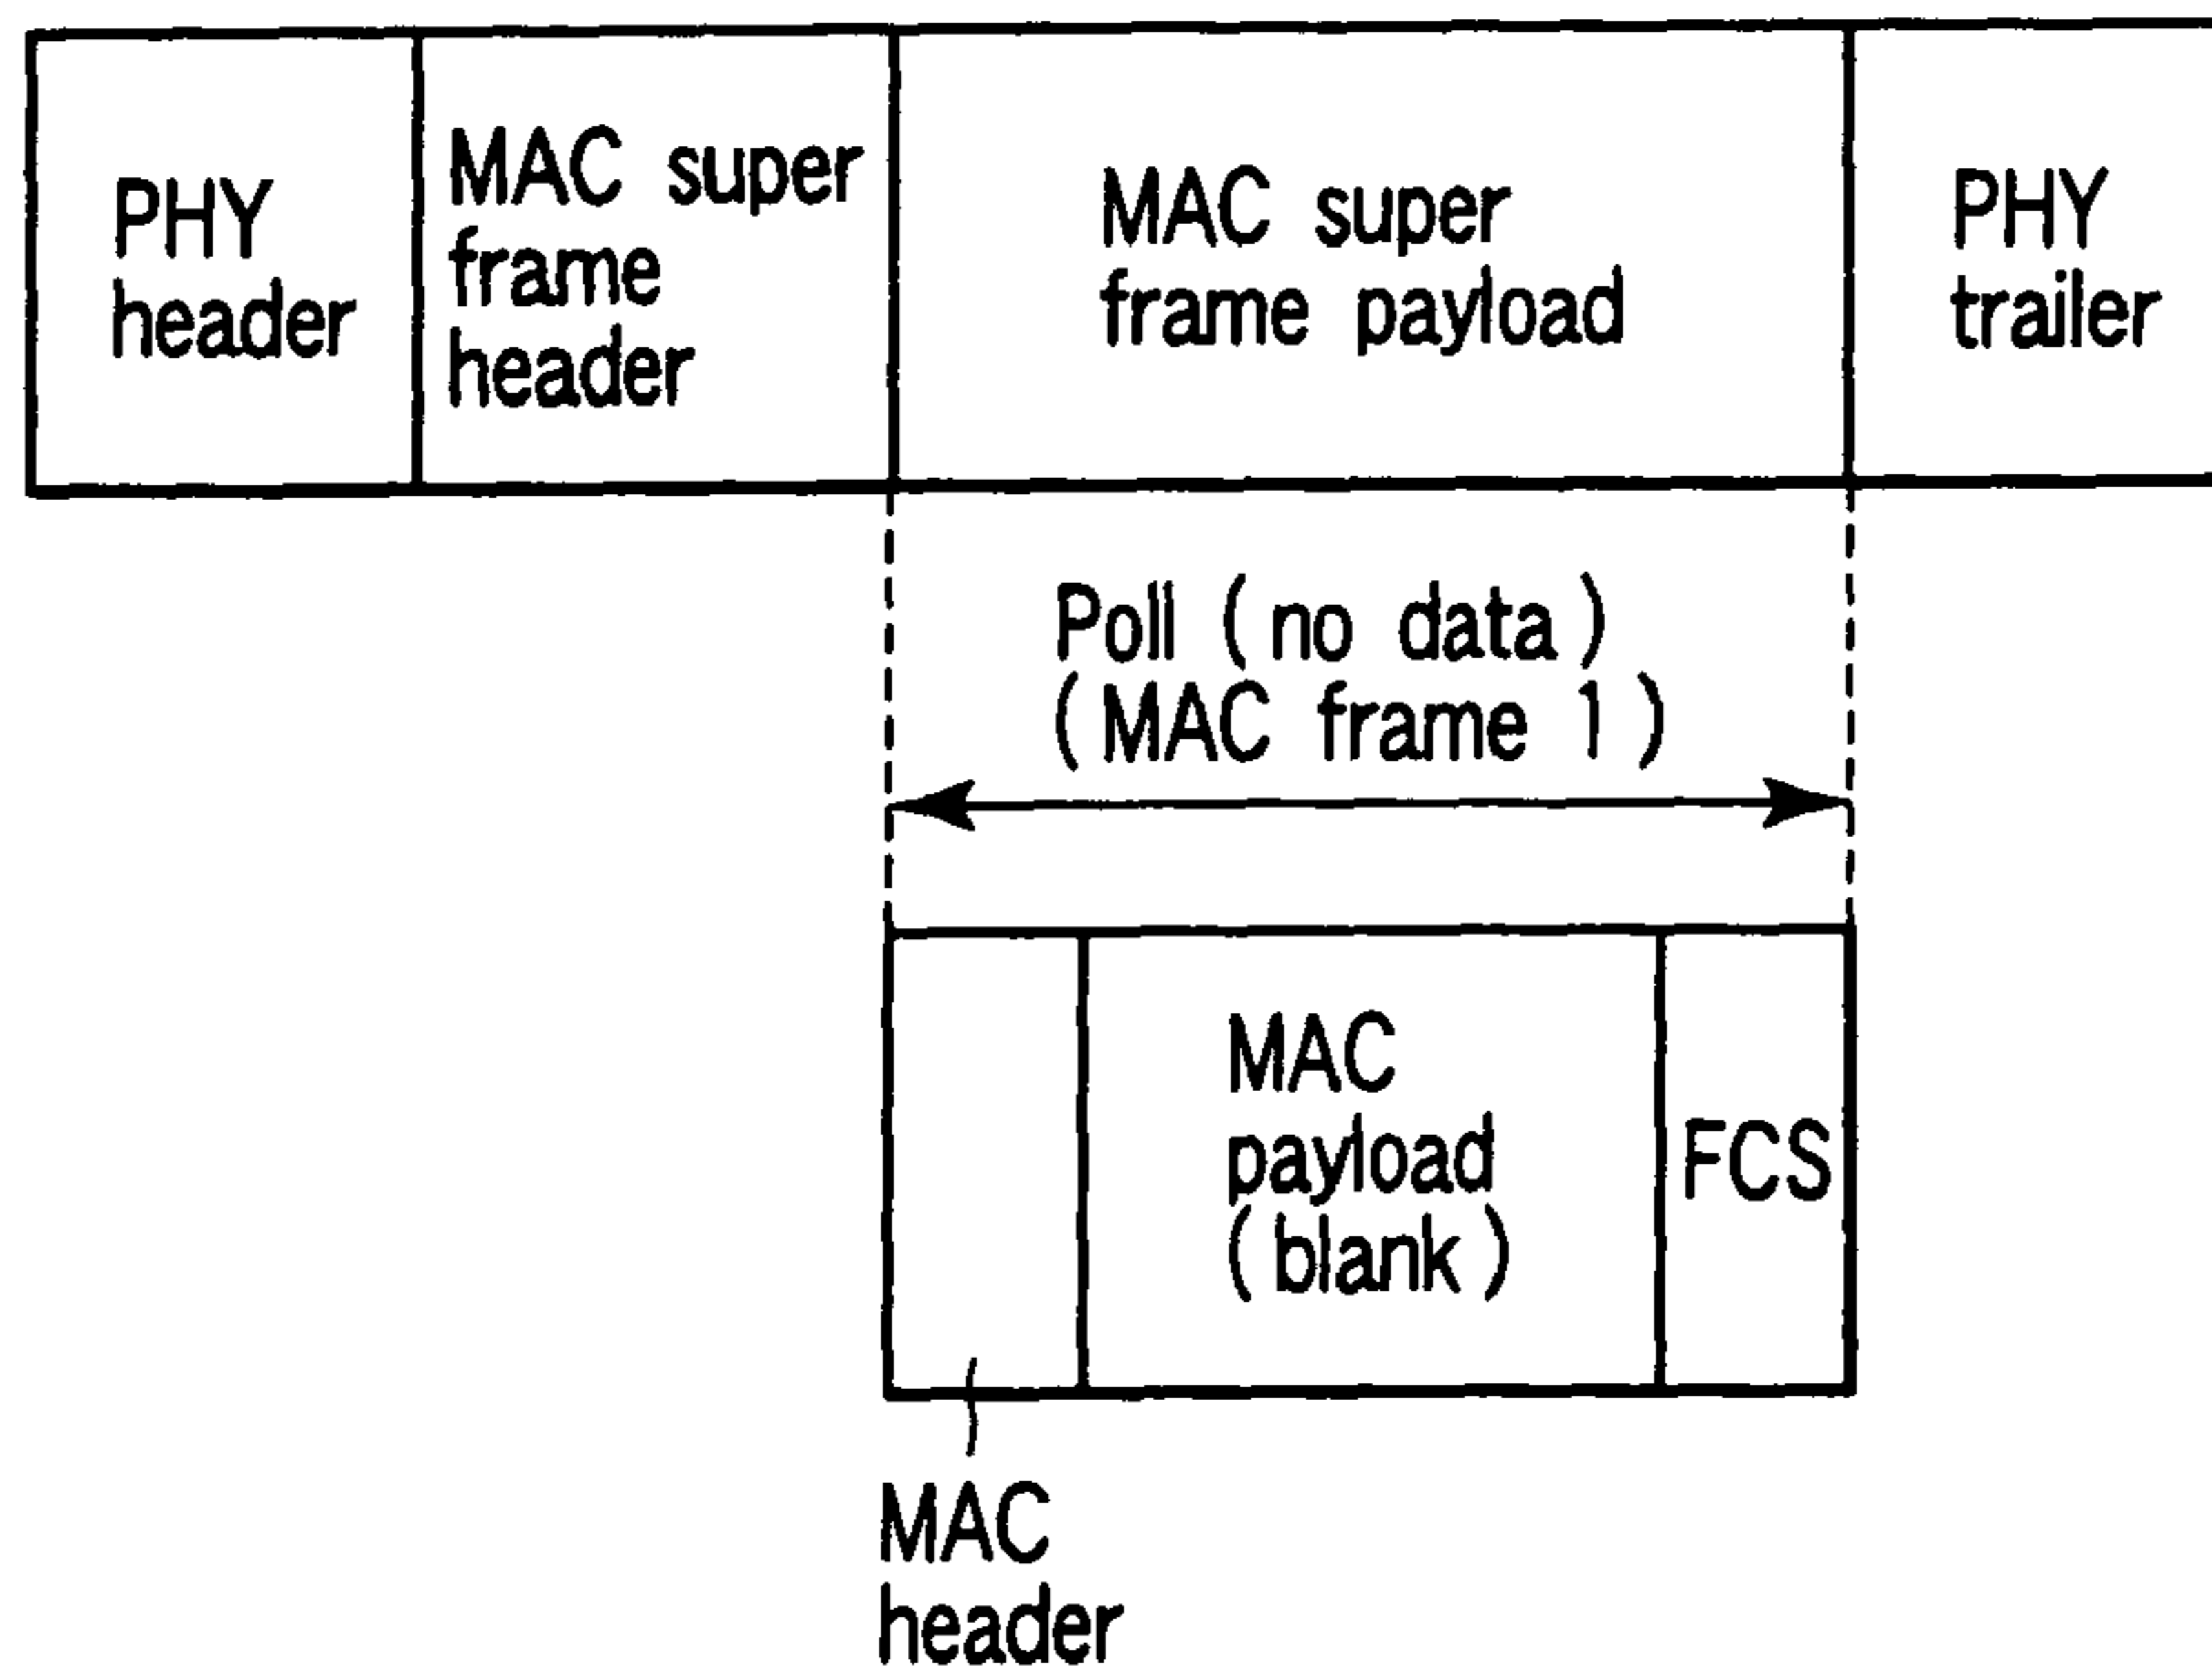 PHY
header
MAC super
frame
header
MAC super
frame payload
PHY
trailer
Poll (no data)
(MAC frame 1)
MAC
payload
(blank)
FCS
MAC
header